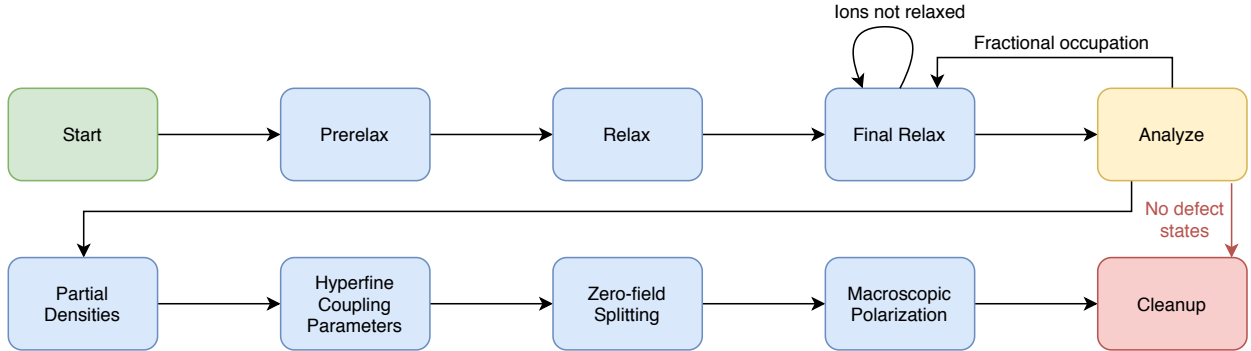 Ions not relaxed
Fractional occupation
Start
Prerelax
Relax
Final Relax
Analyze
No defect
states
Partial
Densities
Hyperfine
Coupling
Parameters
Zero-field
Splitting
Macroscopic
Polarization
Cleanup